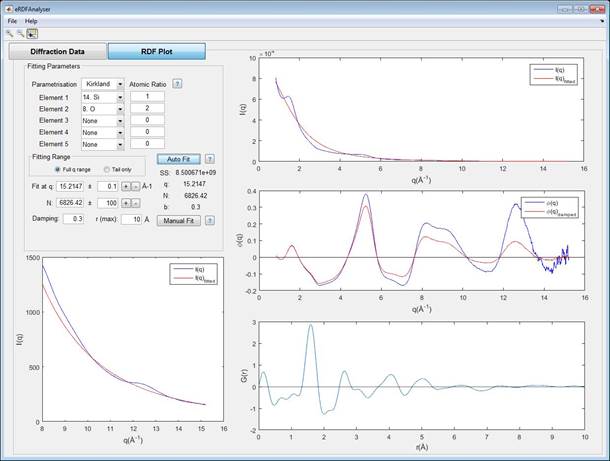 eRDFAnalyser
File Help
Diffraction Data RDF Plot
Fitting Parameters
Parametrisation Kirkland Atomic Ratio ?
Element 1 14. Si 1
Element 2 8. O 2
Element 3 None 0
Element 4 None 0
Element 5 None 0
Fitting Range
Full q range Tail only
Auto Fit ?
SS: 8.500671e+09
Fit at q: 15.2147 ± 0.1 + - Å-1
q: 15.2147
N: 6826.42 ± 100 + -
N: 6826.42
b: 0.3
Damping: 0.3 r (max): 10 Å Manual Fit ?
1500
1000
500
0
I(q)
8 9 10 11 12 13 14 15 16
q(Å⁻¹)
I(q)
I(q)fitted
10
8
6
4
2
0
I(q)
0 2 4 6 8 10 12 14 16
q(Å⁻¹)
I(q)
I(q)fitted
0.4
0.3
0.2
0.1
0
-0.1
-0.2
ϕ(q)
0 2 4 6 8 10 12 14 16
q(Å⁻¹)
ϕ(q)
ϕ(q)damped
3
2
1
0
-1
-2
G(r)
0 1 2 3 4 5 6 7 8 9 10
r(Å)